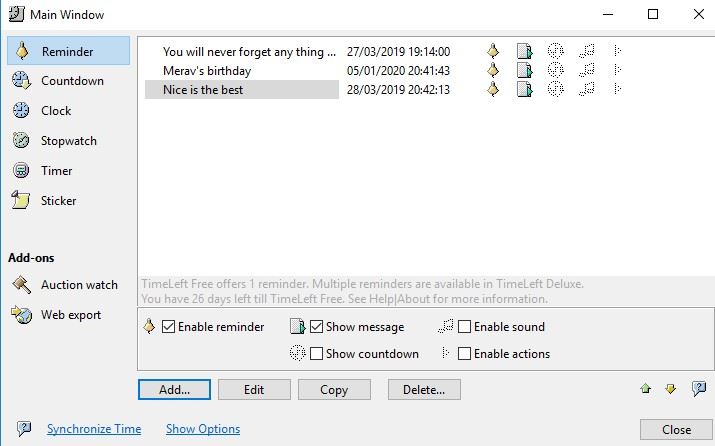 Main Window
Reminder
You will never forget any thing ... 27/03/2019 19:14:00
Countdown
Merav's birthday 05/01/2020 20:41:43
Nice is the best 28/03/2019 20:42:13
Clock
Stopwatch
Timer
Sticker
Add-ons
Auction watch
Web export
TimeLeft Free offers 1 reminder. Multiple reminders are available in TimeLeft Deluxe.
You have 26 days left till TimeLeft Free. See Help|About for more information.
Enable reminder Show message Enable sound
Show countdown Enable actions
Add... Edit Copy Delete...
Synchronize Time Show Options Close